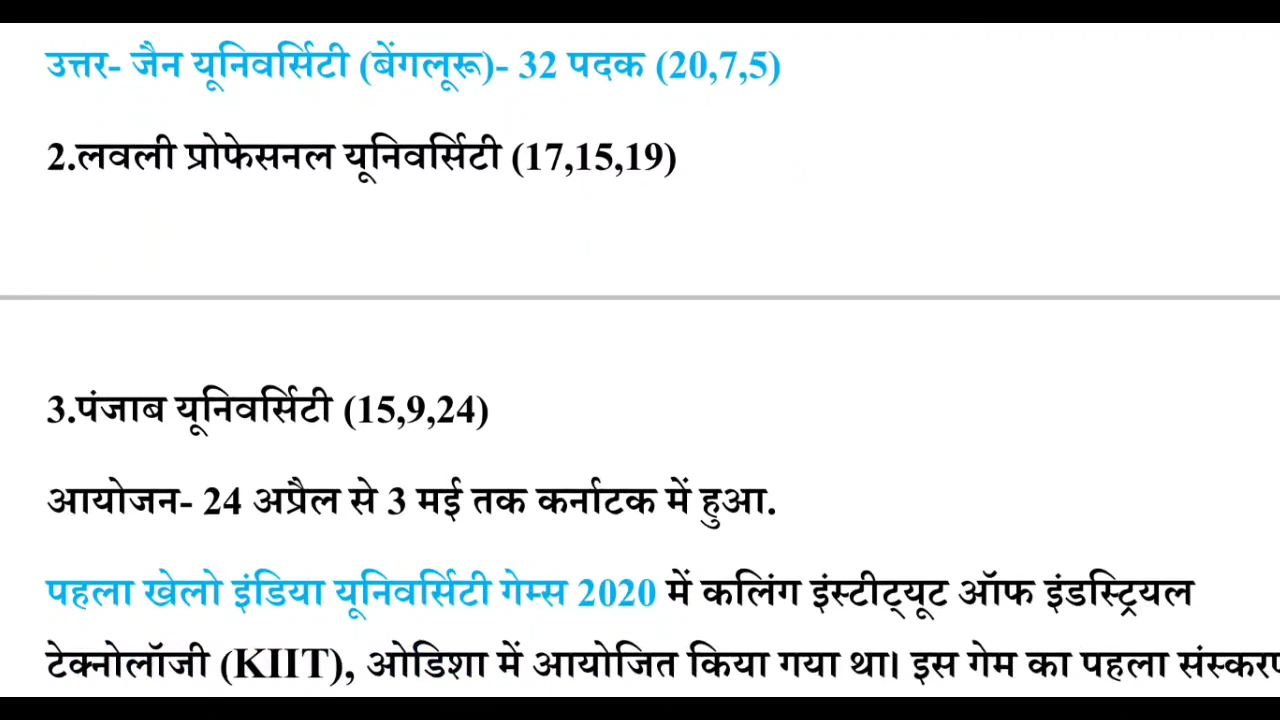 उत्तर- जैन यूनिवर्सिटी (बेंगलूरू)- 32 पदक (20,7,5)
2.लवली प्रोफेसनल यूनिवर्सिटी (17,15,19)
3.पंजाब यूनिवर्सिटी (15,9,24)
आयोजन- 24 अप्रैल से 3 मई तक कर्नाटक में हुआ.
पहला खेलो इंडिया यूनिवर्सिटी गेम्स 2020 में कलिंग इंस्टीट्यूट ऑफ इंडस्ट्रियल
टेक्नोलॉजी (KIIT), ओडिशा में आयोजित किया गया था। इस गेम का पहला